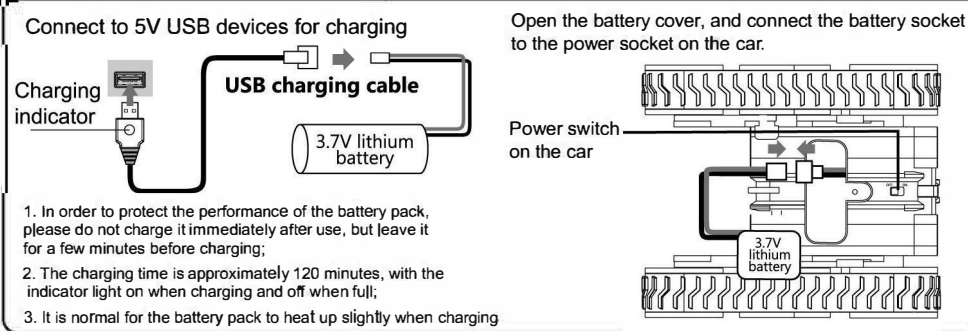 Connect to 5V USB devices for charging
Charging
indicator
USB charging cable
3.7V lithium
battery
1. In order to protect the performance of the battery pack,
please do not charge it immediately after use, but leave it
for a few minutes before charging;
2. The charging time is approximately 120 minutes, with the
indicator light on when charging and off when full;
3. It is normal for the battery pack to heat up slightly when charging
Open the battery cover, and connect the battery socket
to the power socket on the car.
Power switch
on the car
OFF ON
3.7V
lithium
battery